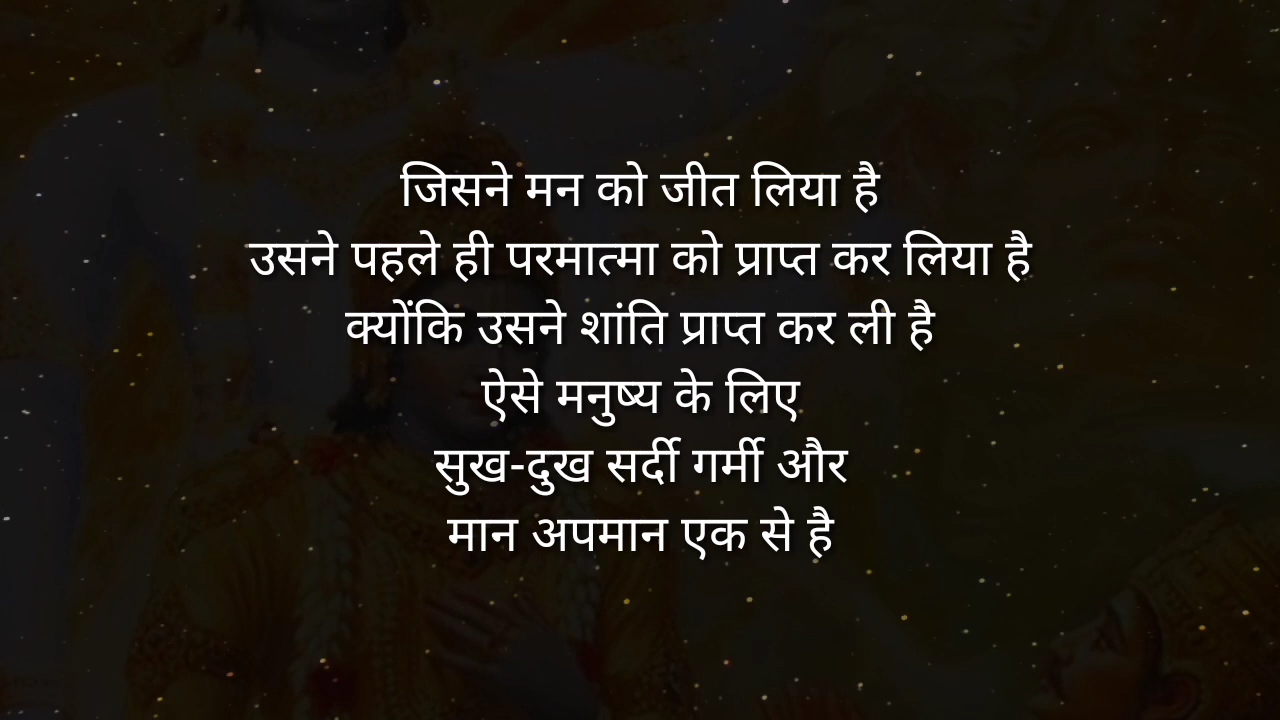 जिसने मन को जीत लिया है
उसने पहले ही परमात्मा को प्राप्त कर लिया है
क्योंकि उसने शांति प्राप्त कर ली है
ऐसे मनुष्य के लिए
सुख-दुख सर्दी गर्मी और
मान अपमान एक से है